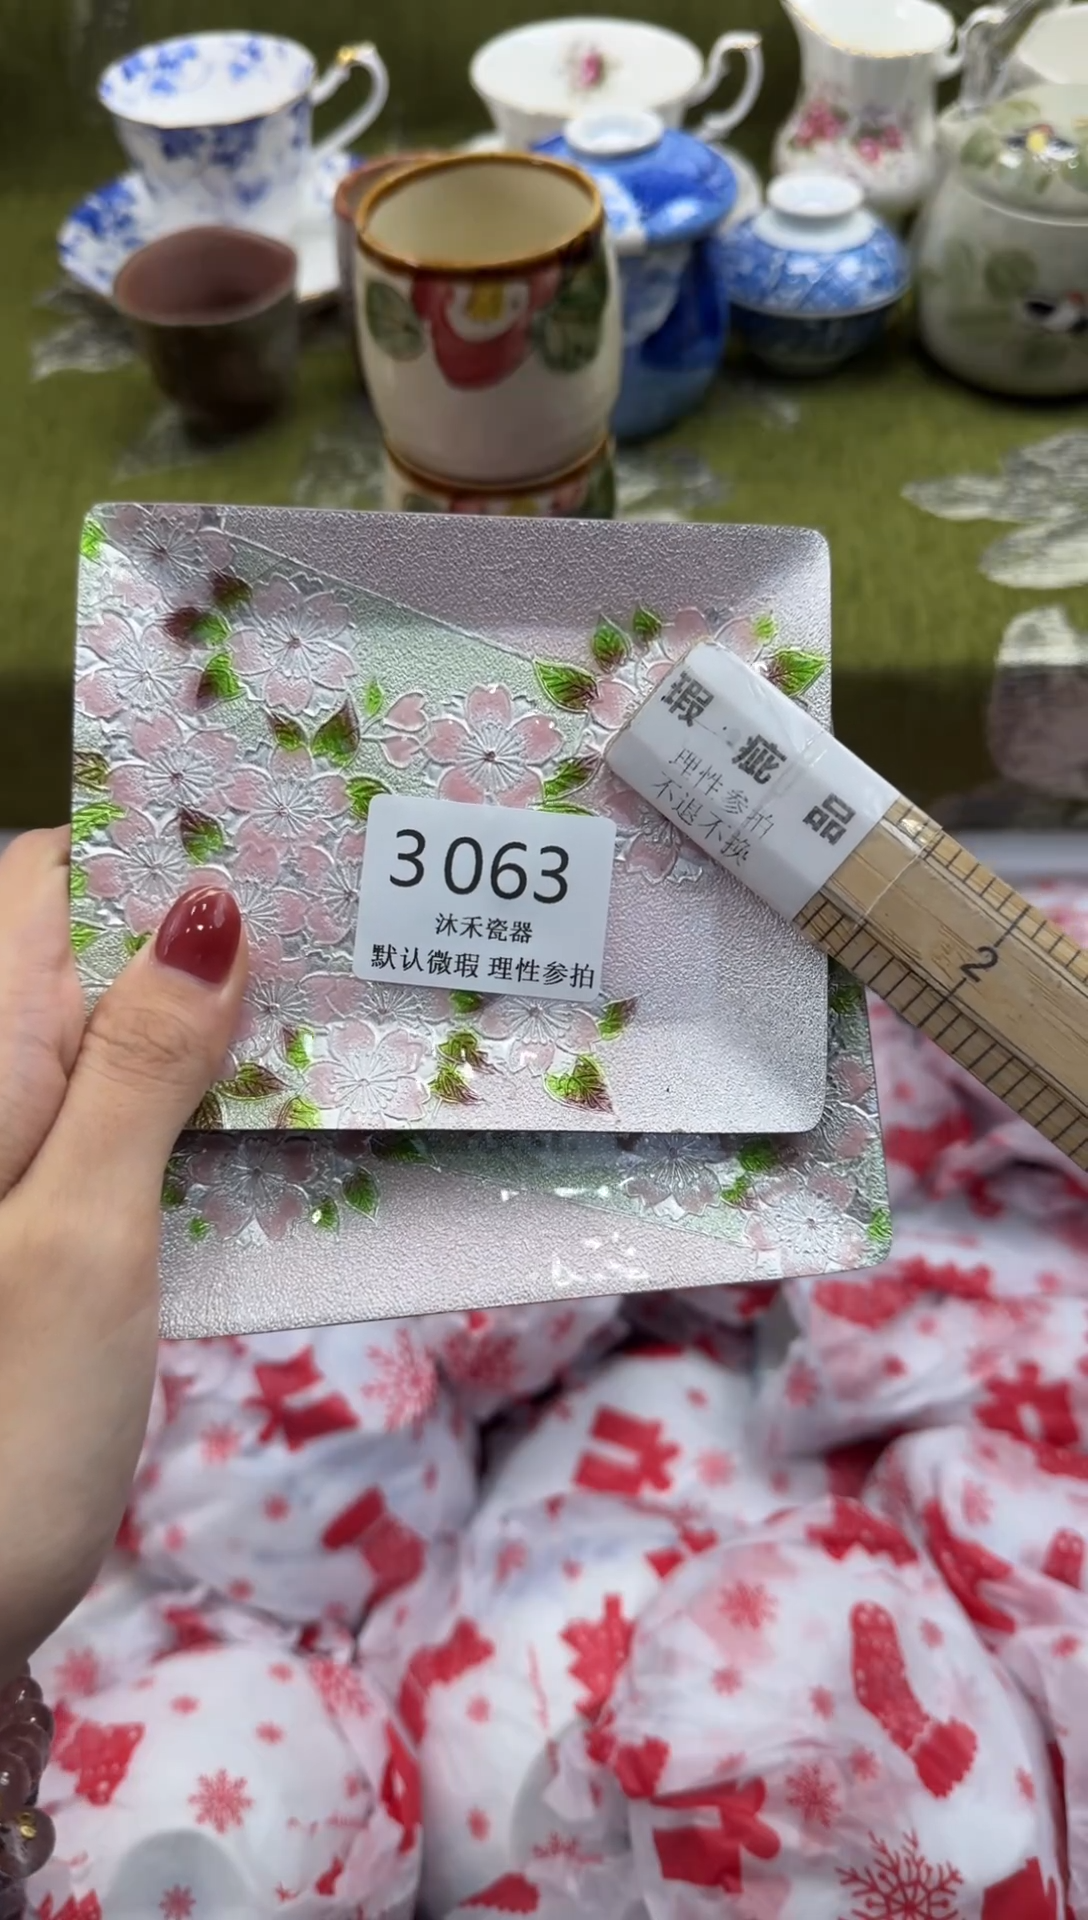 瑕疵品
理性参拍
不退不换
3063
沐禾瓷器
默认微瑕 理性参拍
2